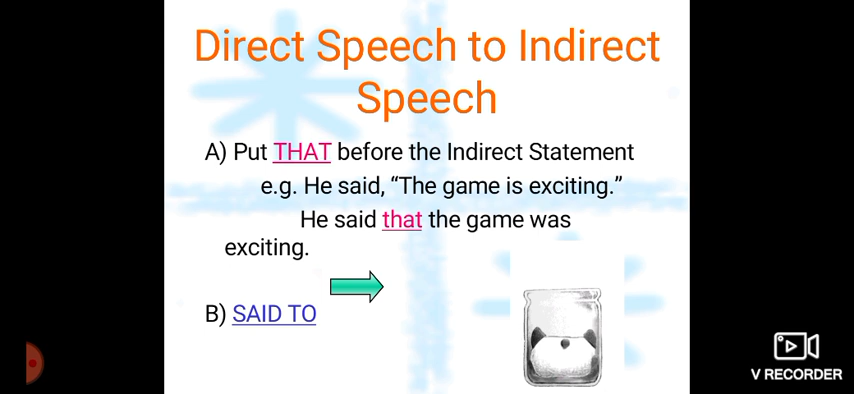 Direct Speech to Indirect
Speech
A) Put THAT before the Indirect Statement
e.g. He said, “The game is exciting.”
He said that the game was
exciting.
B) SAID TO
V RECORDER